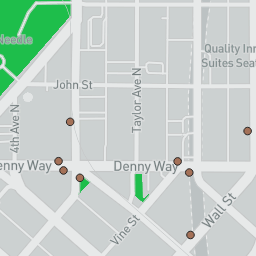 Needle
Quality Inn
Suites Seat
John St
Taylor Ave N
4th Ave N
enny Way
Denny Way
Wall St
Vine St